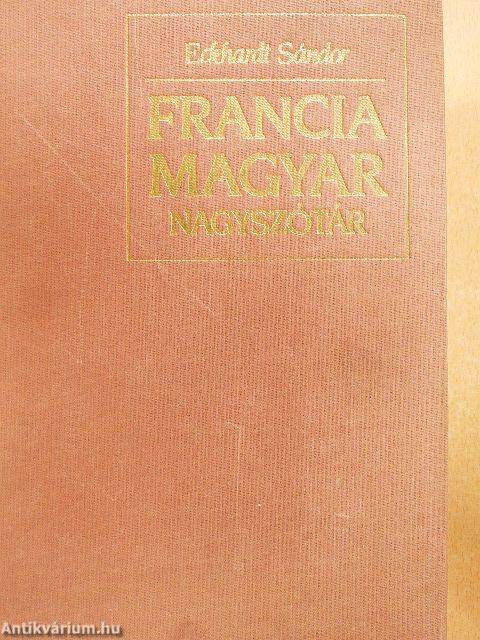 Eckhardt Sándor
FRANCIA
MAGYAR
NAGYSZÓTÁR
Antikvárium.hu